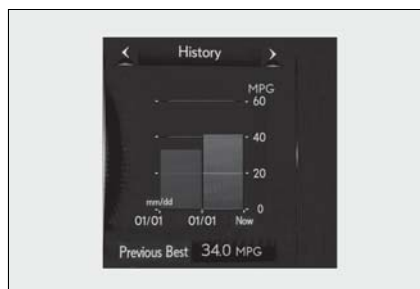 History
MPG
60
40
20
mm/dd
0
01/01 01/01 Now
Previous Best 34.0 MPG